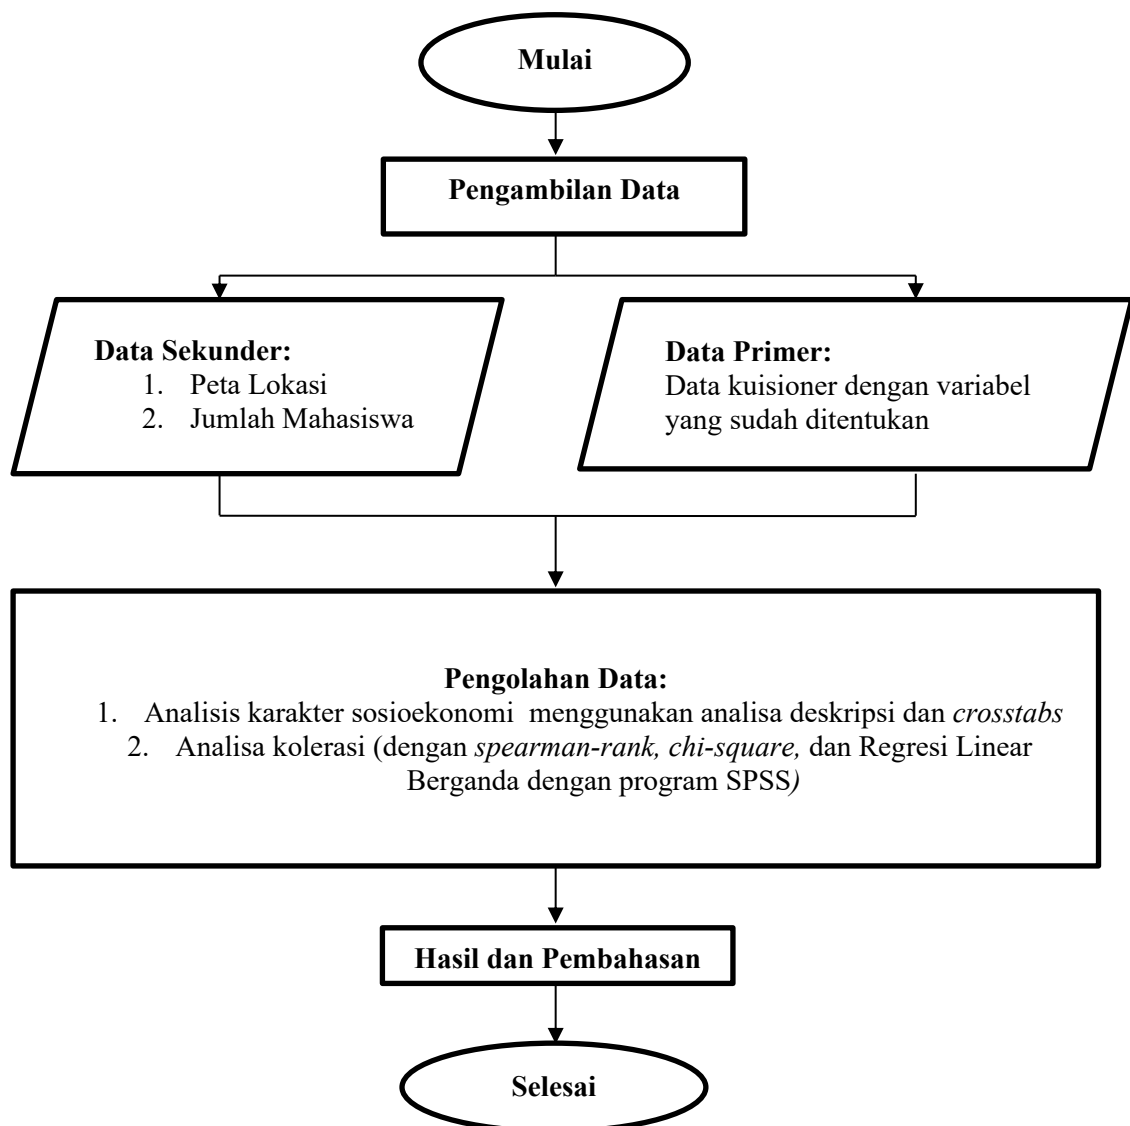 Mulai
Pengambilan Data
Data Sekunder:
1. Peta Lokasi
2. Jumlah Mahasiswa
Data Primer:
Data kuisioner dengan variabel
yang sudah ditentukan
Pengolahan Data:
1. Analisis karakter sosioekonomi menggunakan analisa deskripsi dan crosstabs
2. Analisa kolerasi (dengan spearman-rank, chi-square, dan Regresi Linear
Berganda dengan program SPSS)
Hasil dan Pembahasan
Selesai